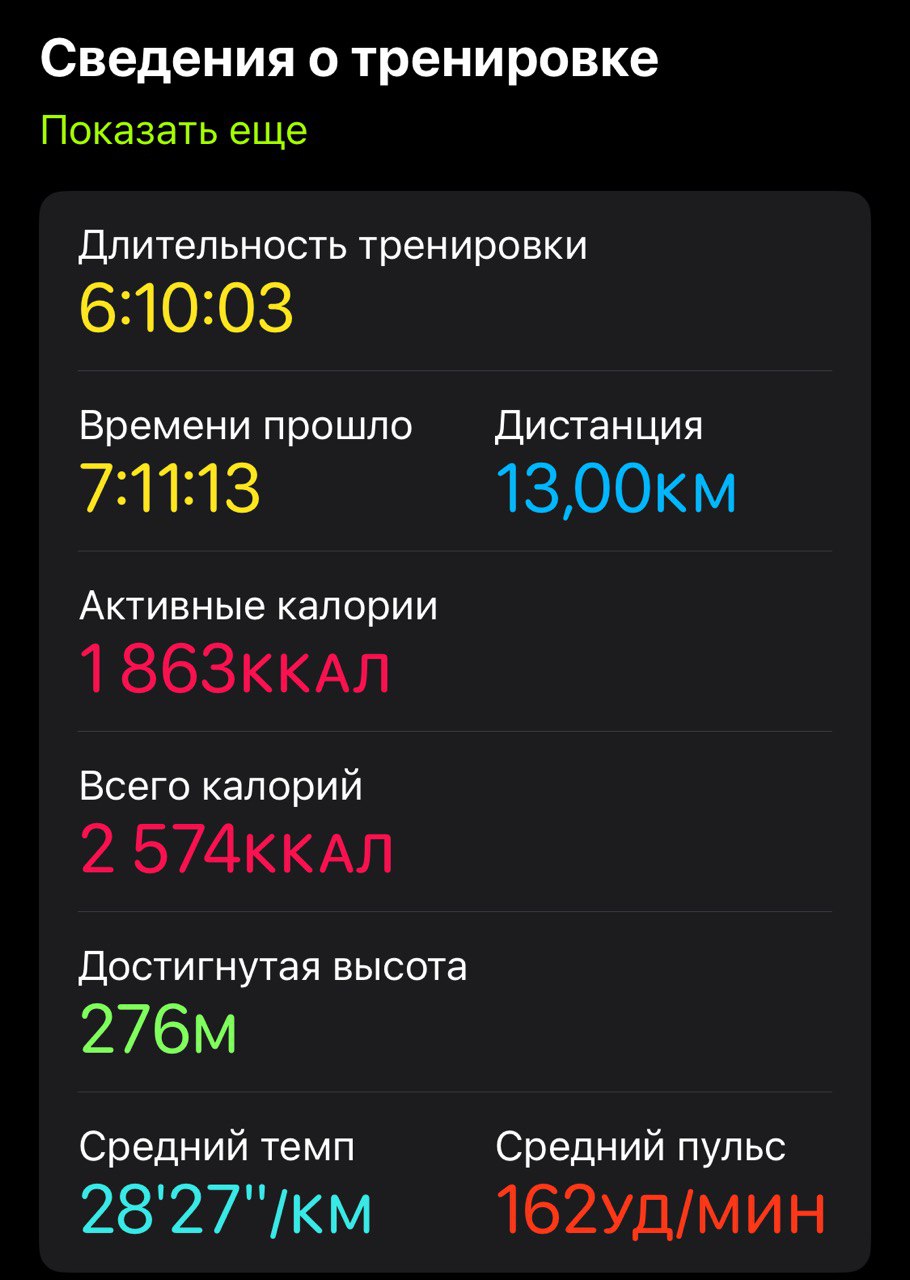 Сведения о тренировке
Показать еще
Длительность тренировки
6:10:03
Времени прошло
7:11:13
Дистанция
13,00КМ
Активные калории
1 863ККАЛ
Всего калорий
2 574ККАЛ
Достигнутая высота
276М
Средний темп
28'27''/КМ
Средний пульс
162УД/МИН